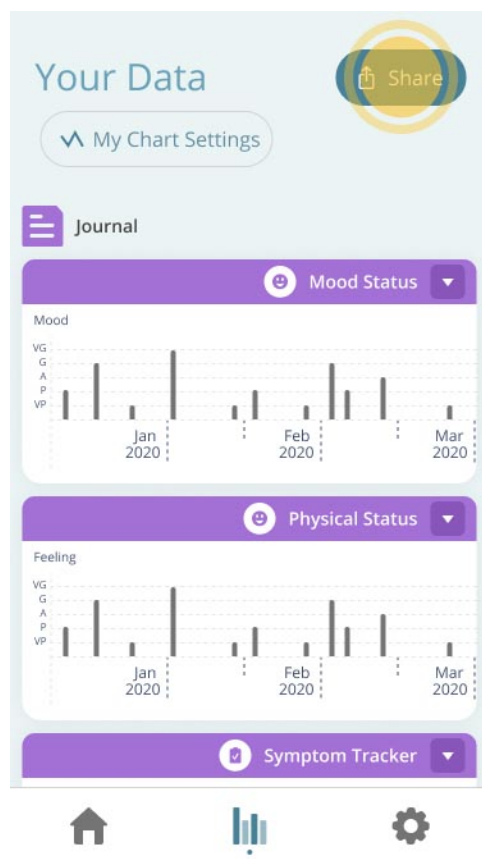 Your Data
Share
My Chart Settings
Journal
Mood Status
Mood
VG
G
A
P
VP
Jan Feb Mar
2020 2020 2020
Physical Status
Feeling
VG
G
A
P
VP
Jan Feb Mar
2020 2020 2020
Symptom Tracker